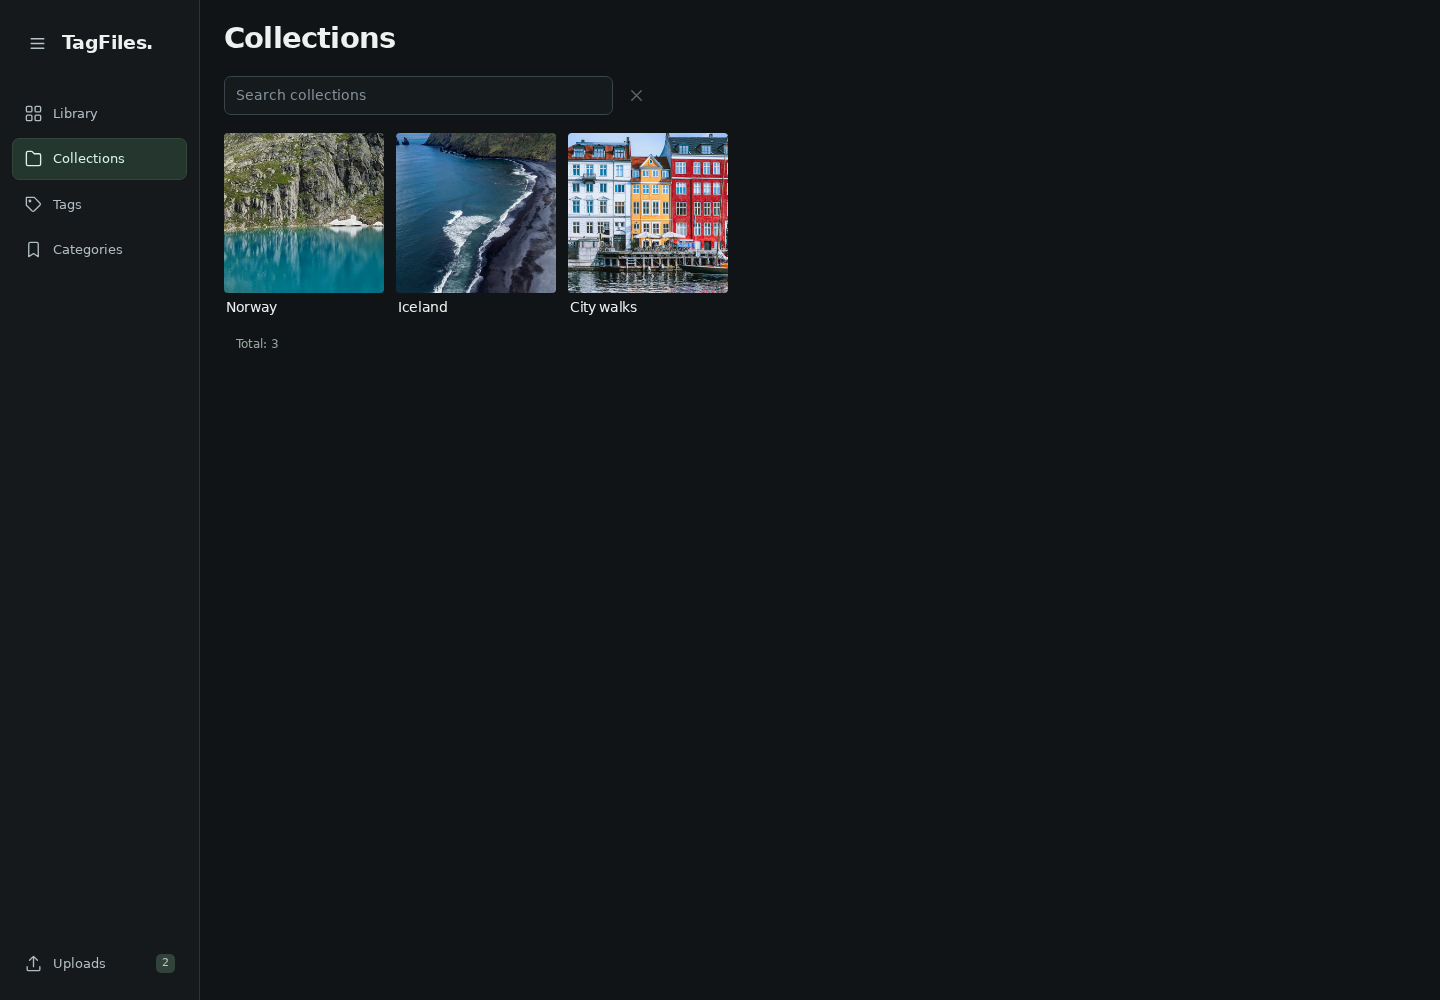 TagFiles.
Library
Collections
Tags
Categories
Uploads
2
Collections
Search collections
Norway
Iceland
City walks
Total: 3